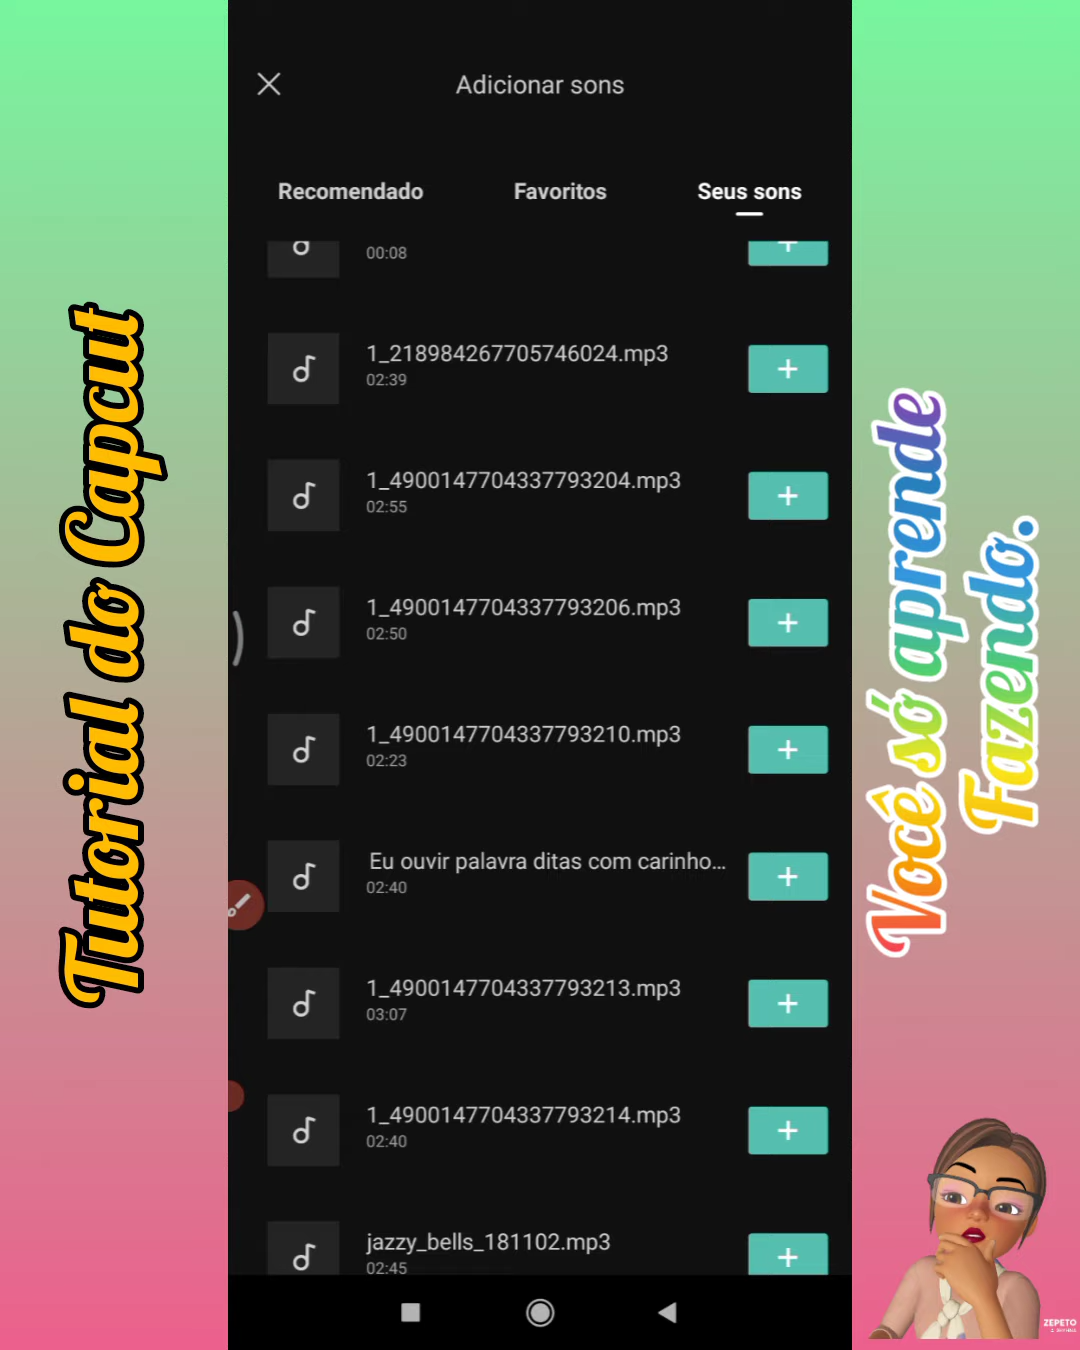 Tutorial do Capcut
Adicionar sons
Recomendado
Favoritos
Seus sons
00:08
1_218984267705746024.mp3
02:39
1_4900147704337793204.mp3
02:55
1_4900147704337793206.mp3
02:50
1_4900147704337793210.mp3
02:23
Eu ouvir palavra ditas com carinho...
02:40
1_4900147704337793213.mp3
03:07
1_4900147704337793214.mp3
02:40
jazzy_bells_181102.mp3
02:45
Você só aprende
Fazendo.
ZEPETO